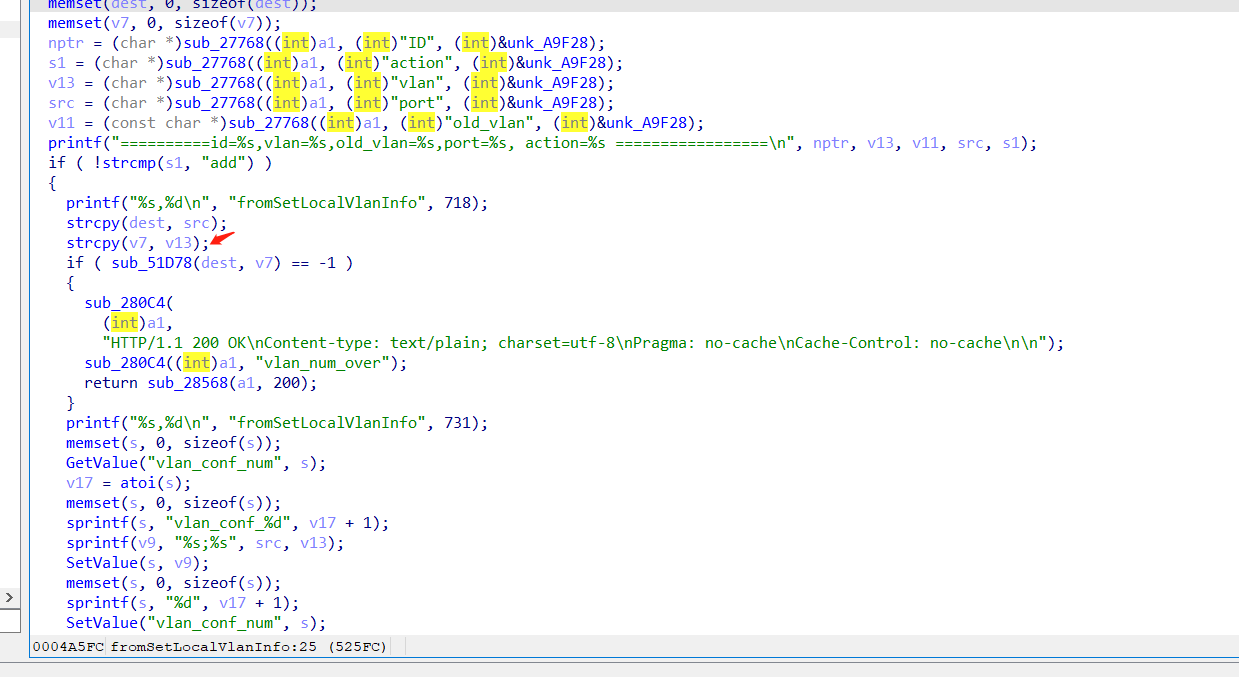 memset(dest, 0, sizeof(dest));
memset(v7, 0, sizeof(v7));
nptr = (char *)sub_27768((int)a1, (int)"ID", (int)&unk_A9F28);
s1 = (char *)sub_27768((int)a1, (int)"action", (int)&unk_A9F28);
v13 = (char *)sub_27768((int)a1, (int)"vlan", (int)&unk_A9F28);
src = (char *)sub_27768((int)a1, (int)"port", (int)&unk_A9F28);
v11 = (const char *)sub_27768((int)a1, (int)"old_vlan", (int)&unk_A9F28);
printf("==========id=%s,vlan=%s,old_vlan=%s,port=%s, action=%s =================\n", nptr, v13, v11, src, s1);
if ( !strcmp(s1, "add") )
{
printf("%s,%d\n", "fromSetLocalVlanInfo", 718);
strcpy(dest, src);
strcpy(v7, v13);
if ( sub_51D78(dest, v7) == -1 )
{
sub_280C4(
(int)a1,
"HTTP/1.1 200 OK\nContent-type: text/plain; charset=utf-8\nPragma: no-cache\nCache-Control: no-cache\n\n");
sub_280C4((int)a1, "vlan_num_over");
return sub_28568(a1, 200);
}
printf("%s,%d\n", "fromSetLocalVlanInfo", 731);
memset(s, 0, sizeof(s));
GetValue("vlan_conf_num", s);
v17 = atoi(s);
memset(s, 0, sizeof(s));
sprintf(s, "vlan_conf_%d", v17 + 1);
sprintf(v9, "%s;%s", src, v13);
SetValue(s, v9);
memset(s, 0, sizeof(s));
sprintf(s, "%d", v17 + 1);
SetValue("vlan_conf_num", s);
0004A5FC fromSetLocalVlanInfo:25 (525FC)